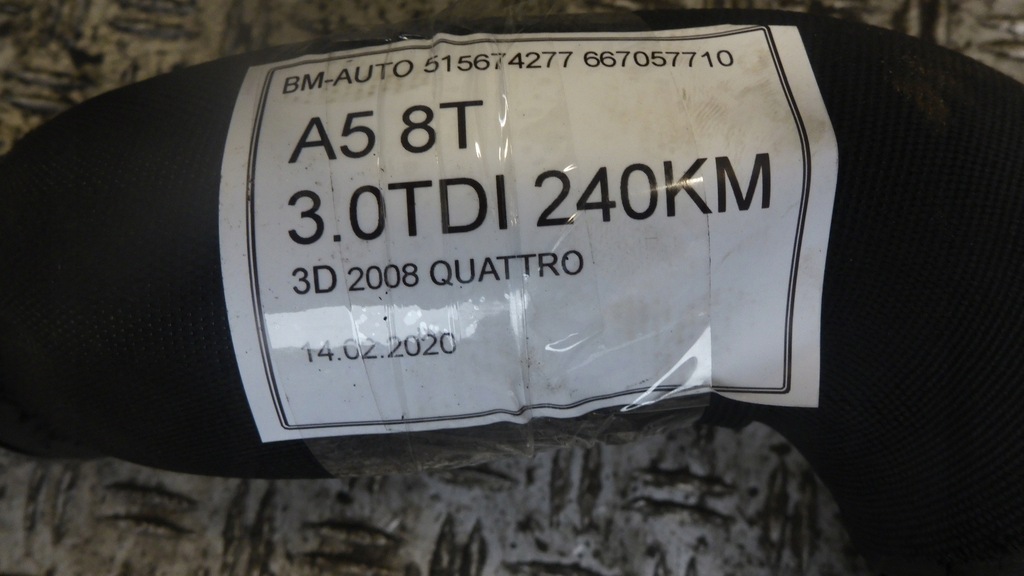 BM-AUTO 515674277 667057710
A5 8T
3.0TDI 240KM
3D 2008 QUATTRO
14.02.2020